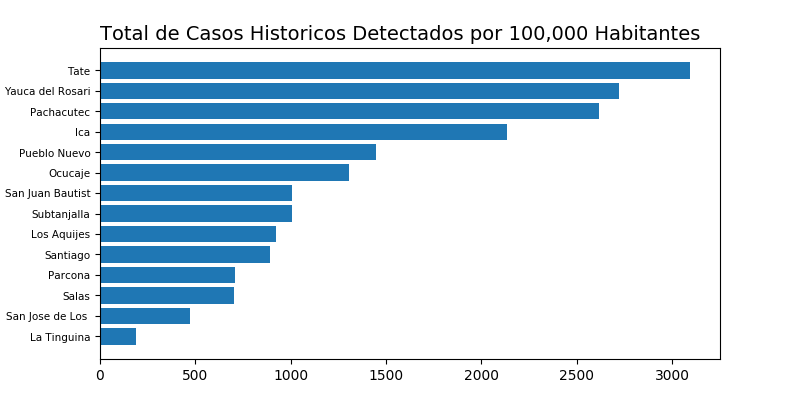 Total de Casos Historicos Detectados por 100,000 Habitantes
Tate
Yauca del Rosari
Pachacutec
Ica
Pueblo Nuevo
Ocucaje
San Juan Bautist
Subtanjalla
Los Aquijes
Santiago
Parcona
Salas
San Jose de Los
La Tinguina
0 500 1000 1500 2000 2500 3000